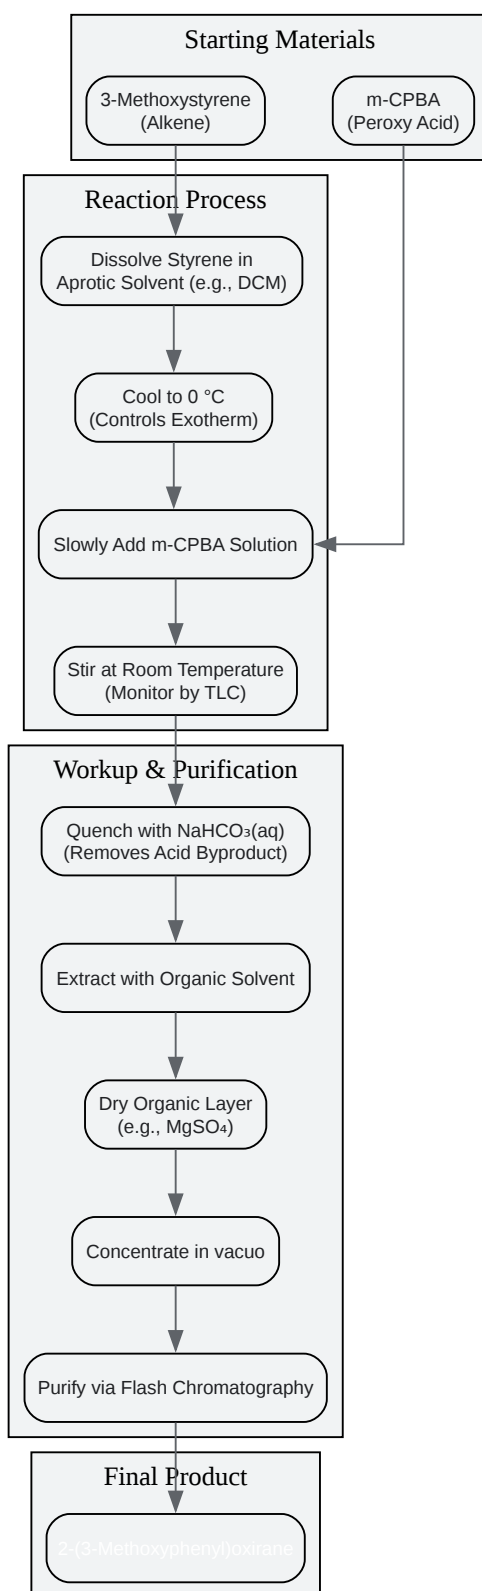 Starting Materials
3-Methoxystyrene
(Alkene)
m-CPBA
(Peroxy Acid)
Reaction Process
Dissolve Styrene in
Aprotic Solvent (e.g., DCM)
Cool to 0 °C
(Controls Exotherm)
Slowly Add m-CPBA Solution
Stir at Room Temperature
(Monitor by TLC)
Workup & Purification
Quench with NaHCO₃(aq)
(Removes Acid Byproduct)
Extract with Organic Solvent
Dry Organic Layer
(e.g., MgSO₄)
Concentrate in vacuo
Purify via Flash Chromatography
Final Product
2-(3-Methoxyphenyl)oxirane